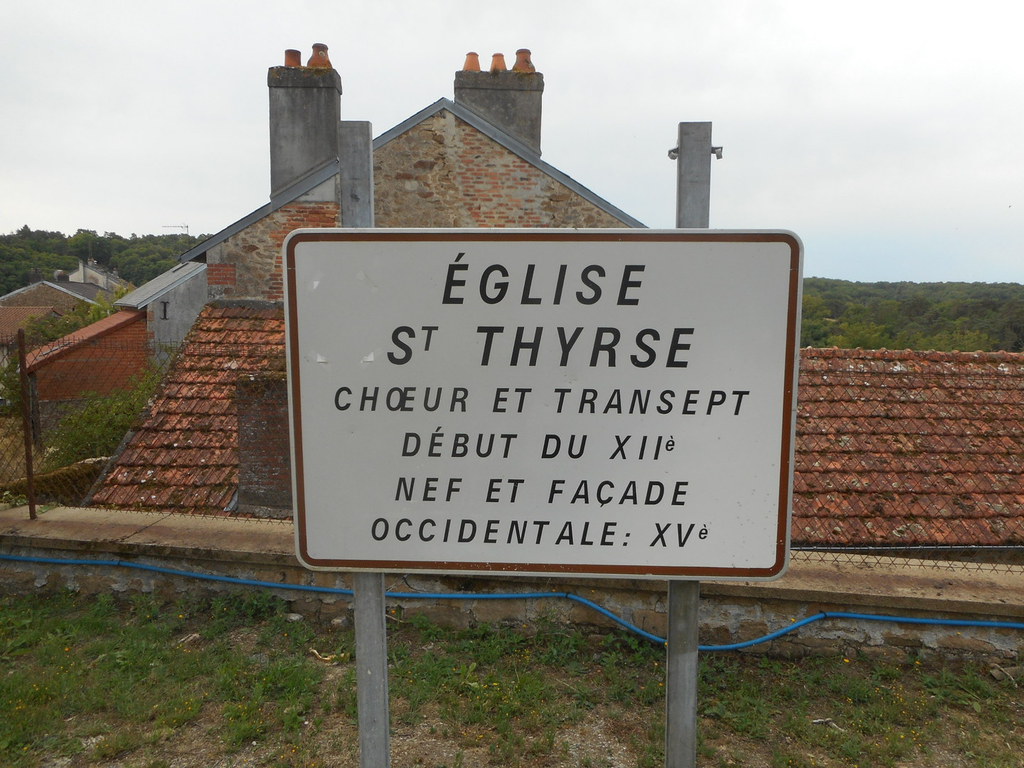 ÉGLISE
Sᵀ THYRSE
CHŒUR ET TRANSEPT
DÉBUT DU XIIè
NEF ET FAÇADE
OCCIDENTALE: XVè